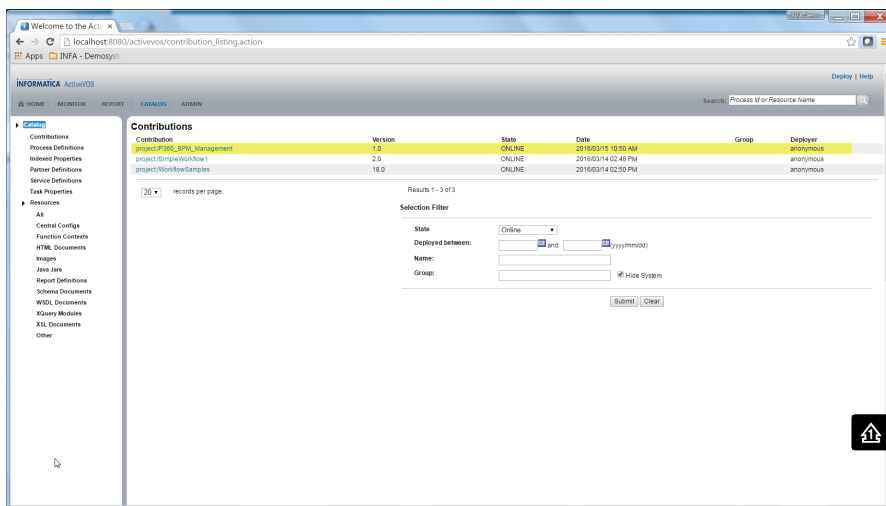 Welcome to the Acti
localhost:8080/activevos/contribution_listing.action
Apps INFA - Demosyst
Deploy | Help
INFORMATICA ActiveVOS
HOME MONITOR REPORT CATALOG ADMIN
Search: Process Id or Resource Name
Catalog
Contributions
Process Definitions
Indexed Properties
Partner Definitions
Service Definitions
Task Properties
Resources
All
Central Configs
Function Contexts
HTML Documents
Images
Java Jars
Report Definitions
Schema Documents
WSDL Documents
XQuery Modules
XSL Documents
Other
Contributions
Contribution Version State Date Group Deployer
project:/P360_BPM_Management 1.0 ONLINE 2016/03/15 10:50 AM anonymous
project:/SimpleWorkflow1 2.0 ONLINE 2016/03/14 02:48 PM anonymous
project:/WorkflowSamples 18.0 ONLINE 2016/03/14 02:50 PM anonymous
20 records per page. Results 1 - 3 of 3
Selection Filter
State Online
Deployed between: and (yyyy/mm/dd)
Name:
Group: Hide System
Submit Clear